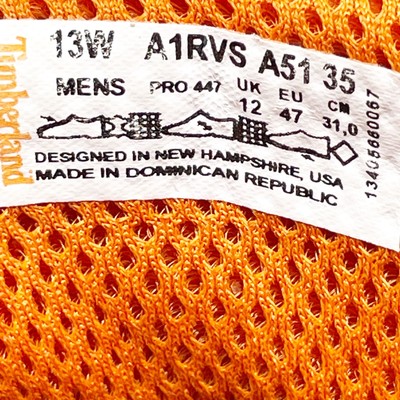 13W A1RVS A51 35
MENS PRO 447 UK EU CM
12 47 31,0
DESIGNED IN NEW HAMPSHIRE, USA
MADE IN DOMINICAN REPUBLIC
13405660067
Timberland